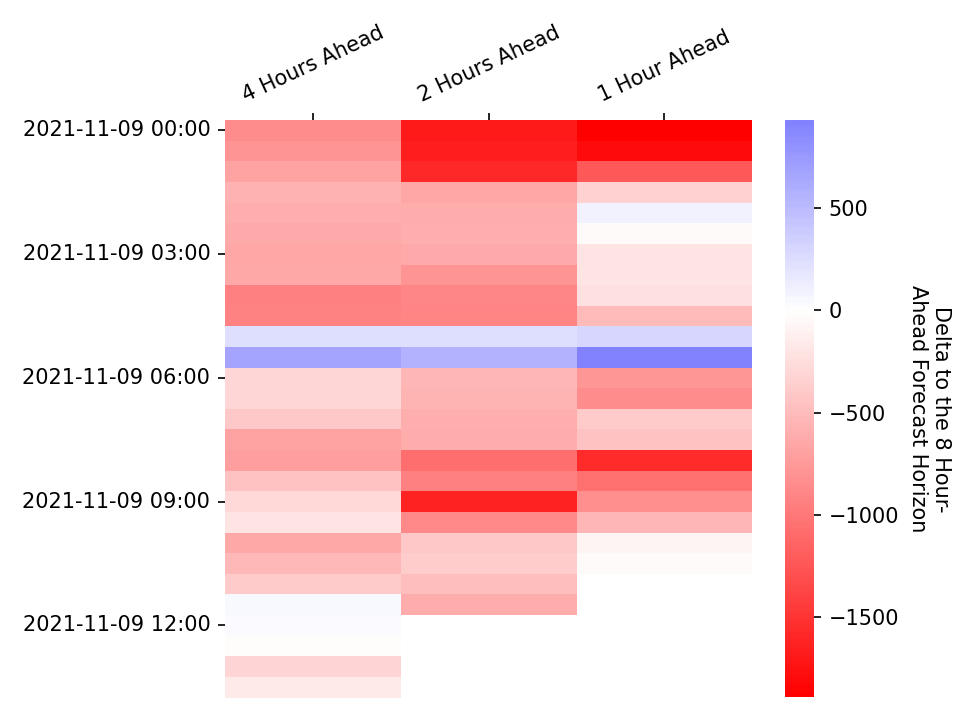 4 Hours Ahead
2 Hours Ahead
1 Hour Ahead
2021-11-09 00:00
2021-11-09 03:00
2021-11-09 06:00
2021-11-09 09:00
2021-11-09 12:00
500
0
−500
−1000
−1500
Delta to the 8 Hour-
Ahead Forecast Horizon